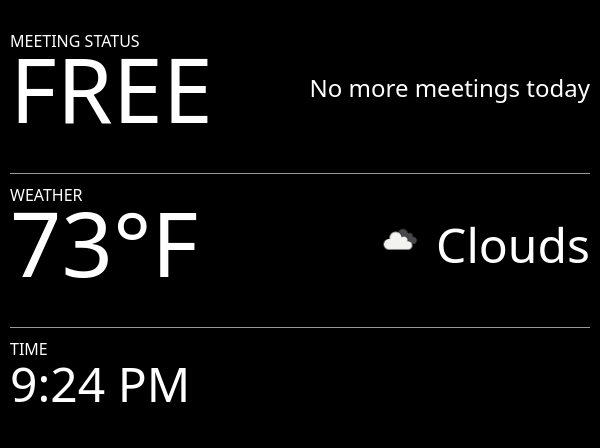 MEETING STATUS
FREE
No more meetings today
WEATHER
73°F
Clouds
TIME
9:24 PM